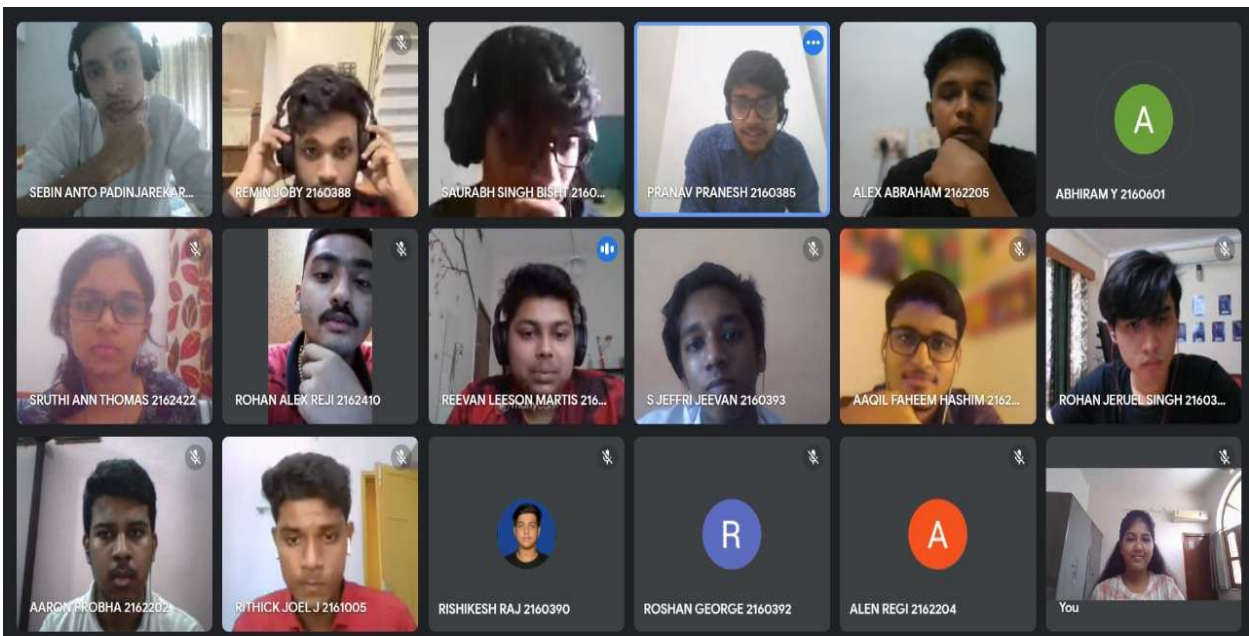 SEBIN ANTO PADINJAREKAR...
REMIN JOBY 2160388
SAURABH SINGH BISHT 2160...
PRANAV PRANESH 2160385
ALEX ABRAHAM 2162205
A
ABHIRAM Y 2160601
SRUTHI ANN THOMAS 2162422
ROHAN ALEX REJI 2162410
REEVAN LEESON MARTIS 216...
S JEFFRI JEEVAN 2160393
AAQIL FAHEEM HASHIM 2162...
ROHAN JERUEL SINGH 21603...
AARON PROBHA 2162202
RITHICK JOEL J 2161005
RISHIKESH RAJ 2160390
R
ROSHAN GEORGE 2160392
A
ALEN REGI 2162204
You